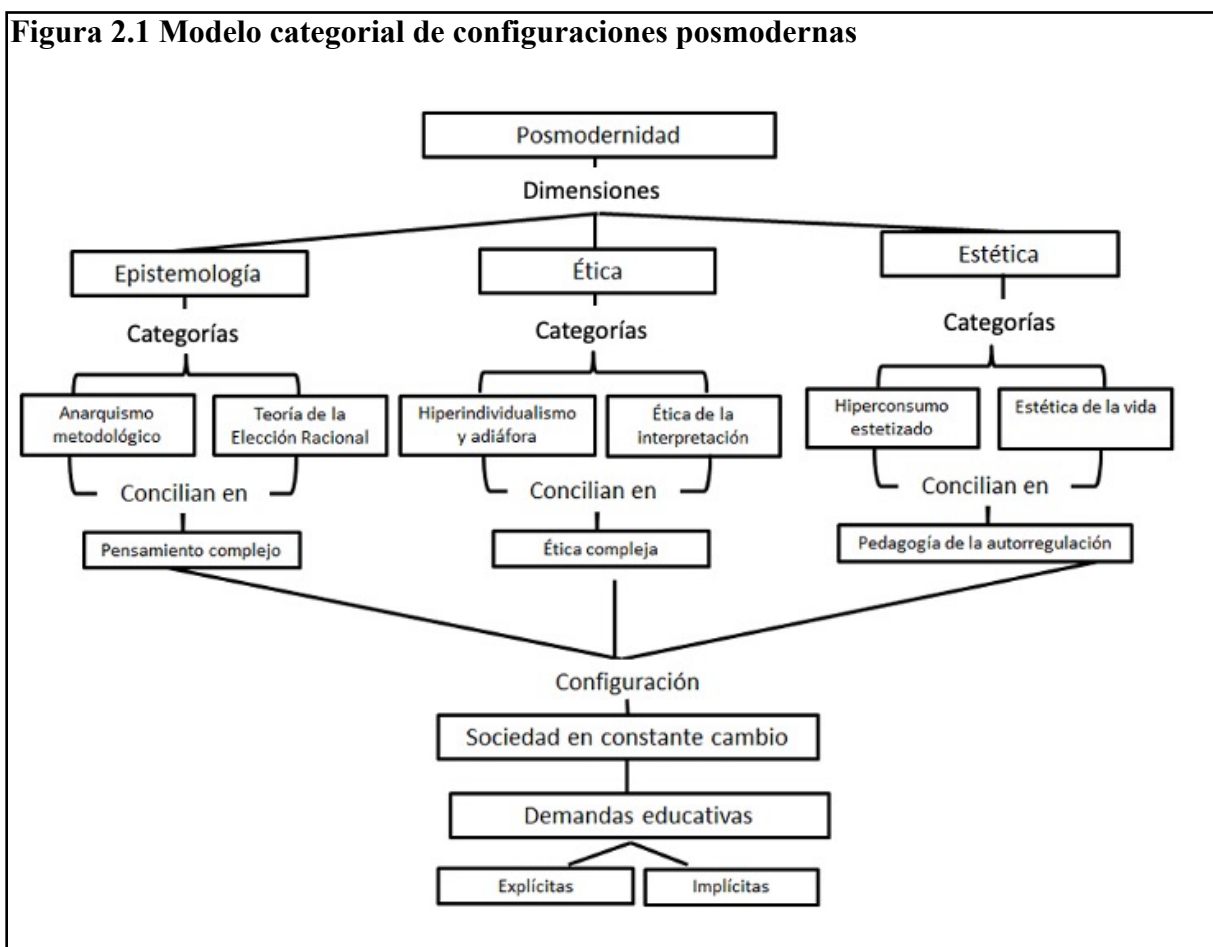 Figura 2.1 Modelo categorial de configuraciones posmodernas
Posmodernidad
Dimensiones
Epistemología
Ética
Estética
Categorías
Categorías
Categorías
Anarquismo
metodológico
Teoría de la
Elección Racional
Hiperindividualismo
y adiáfora
Ética de la
interpretación
Hiperconsumo
estetizado
Estética de la vida
Concilian en
Concilian en
Concilian en
Pensamiento complejo
Ética compleja
Pedagogía de la autorregulación
Configuración
Sociedad en constante cambio
Demandas educativas
Explícitas
Implícitas